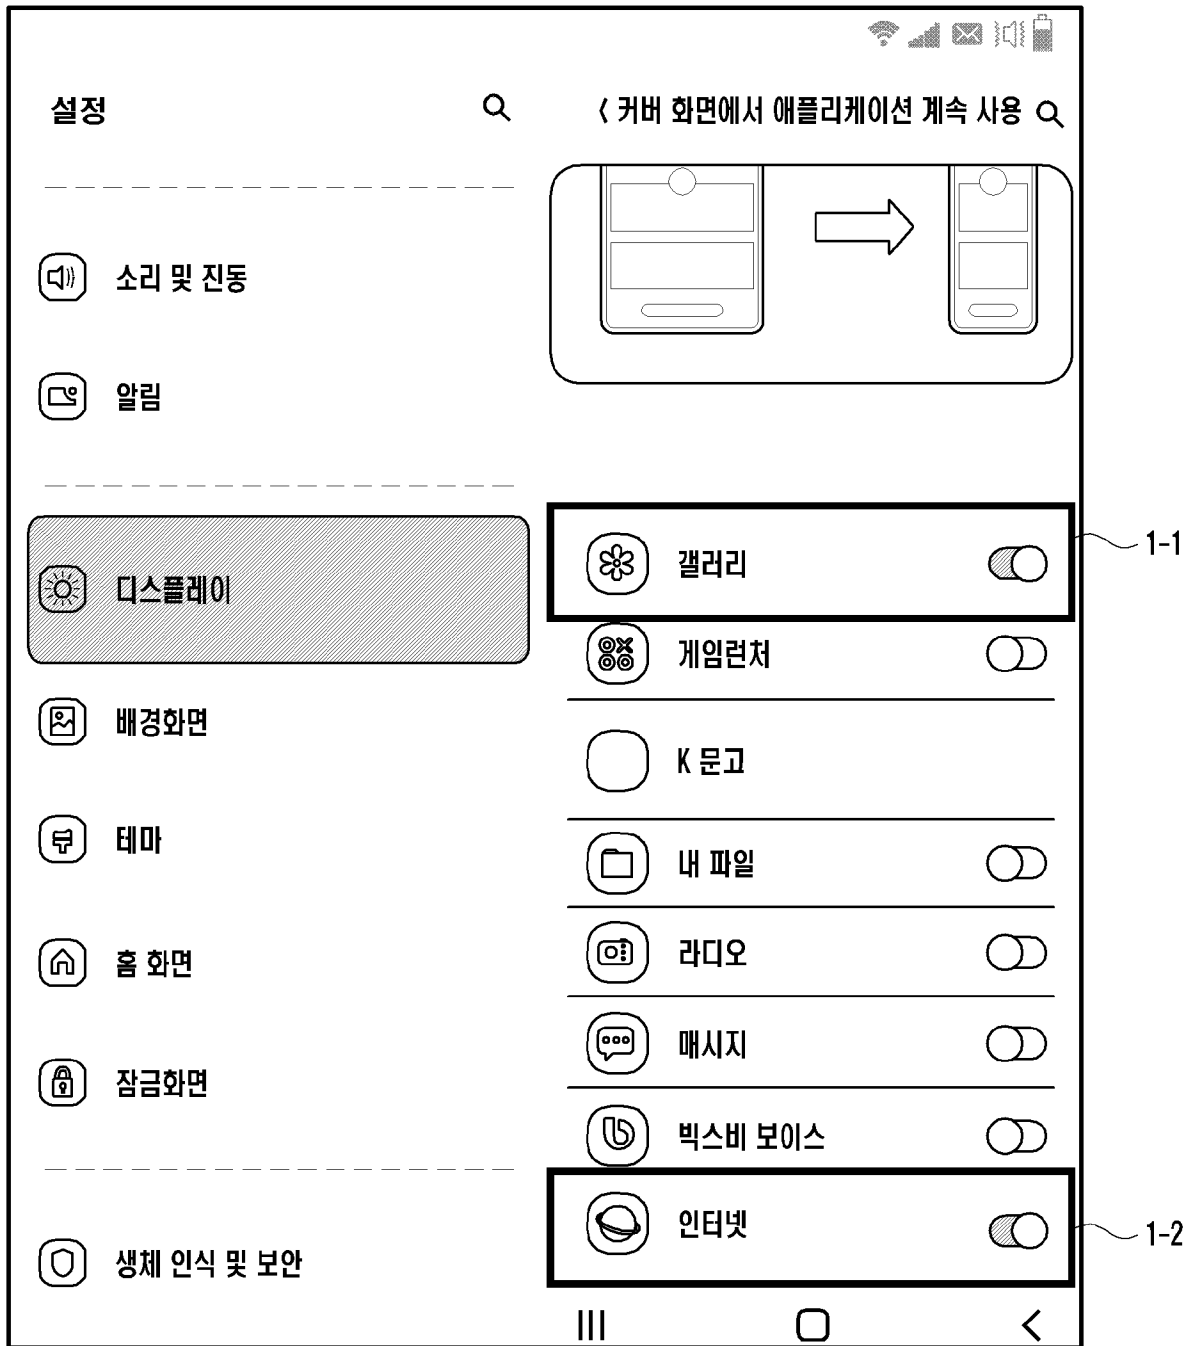 설정
소리 및 진동
알림
디스플레이
배경화면
테마
홈 화면
잠금화면
생체 인식 및 보안
< 커버 화면에서 애플리케이션 계속 사용
갤러리
게임런처
K 문고
내 파일
라디오
매시지
빅스비 보이스
인터넷
1-1
1-2